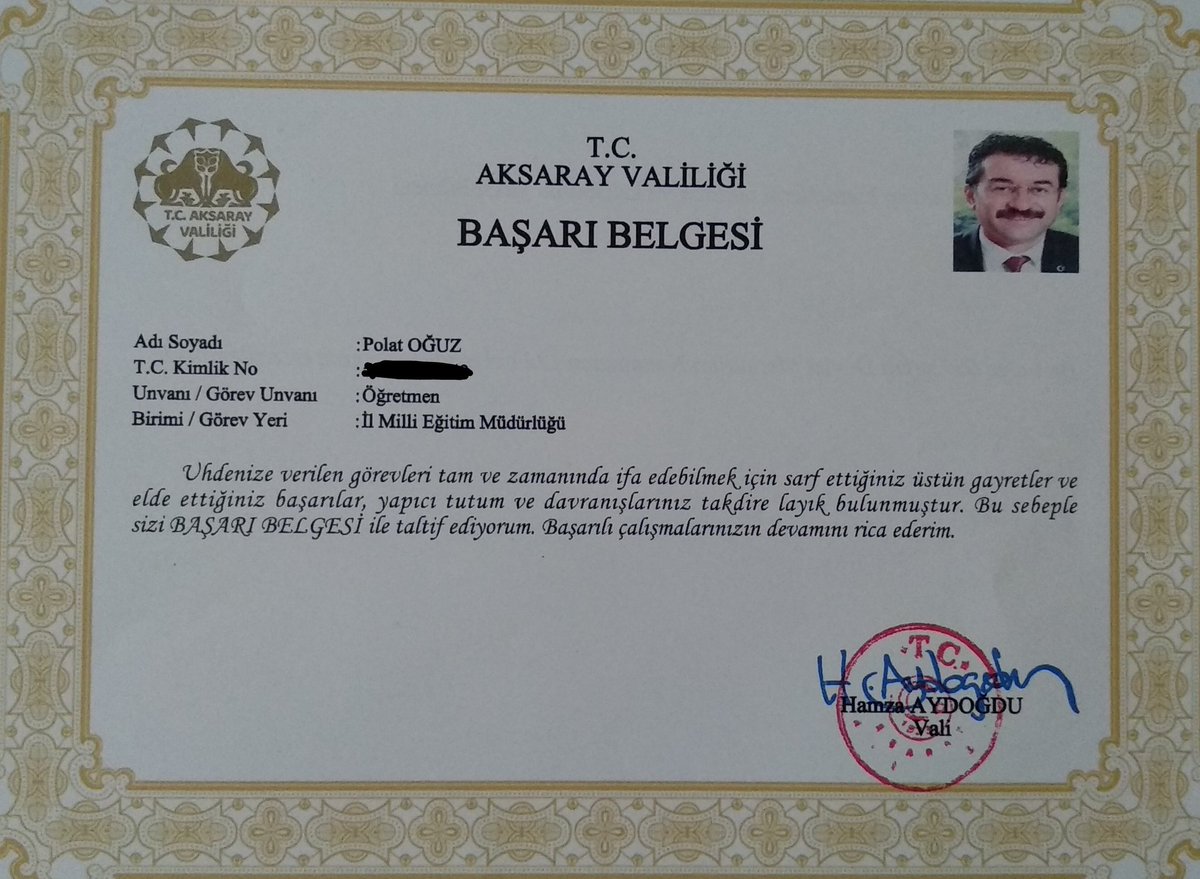 T.C.
AKSARAY VALİLİĞİ
BAŞARI BELGESİ
T.C. AKSARAY
VALİLİĞİ
Adı Soyadı :Polat OĞUZ
T.C. Kimlik No :
Unvanı / Görev Unvanı :Öğretmen
Birimi / Görev Yeri :İl Milli Eğitim Müdürlüğü
Uhdenize verilen görevleri tam ve zamanında ifa edebilmek için sarf ettiğiniz üstün gayretler ve
elde ettiğiniz başarılar, yapıcı tutum ve davranışlarınız takdire layık bulunmuştur. Bu sebeple
sizi BAŞARI BELGESİ ile taltif ediyorum. Başarılı çalışmalarınızın devamını rica ederim.
T.C.
H.Aydoğdu
Hamza AYDOĞDU
Vali